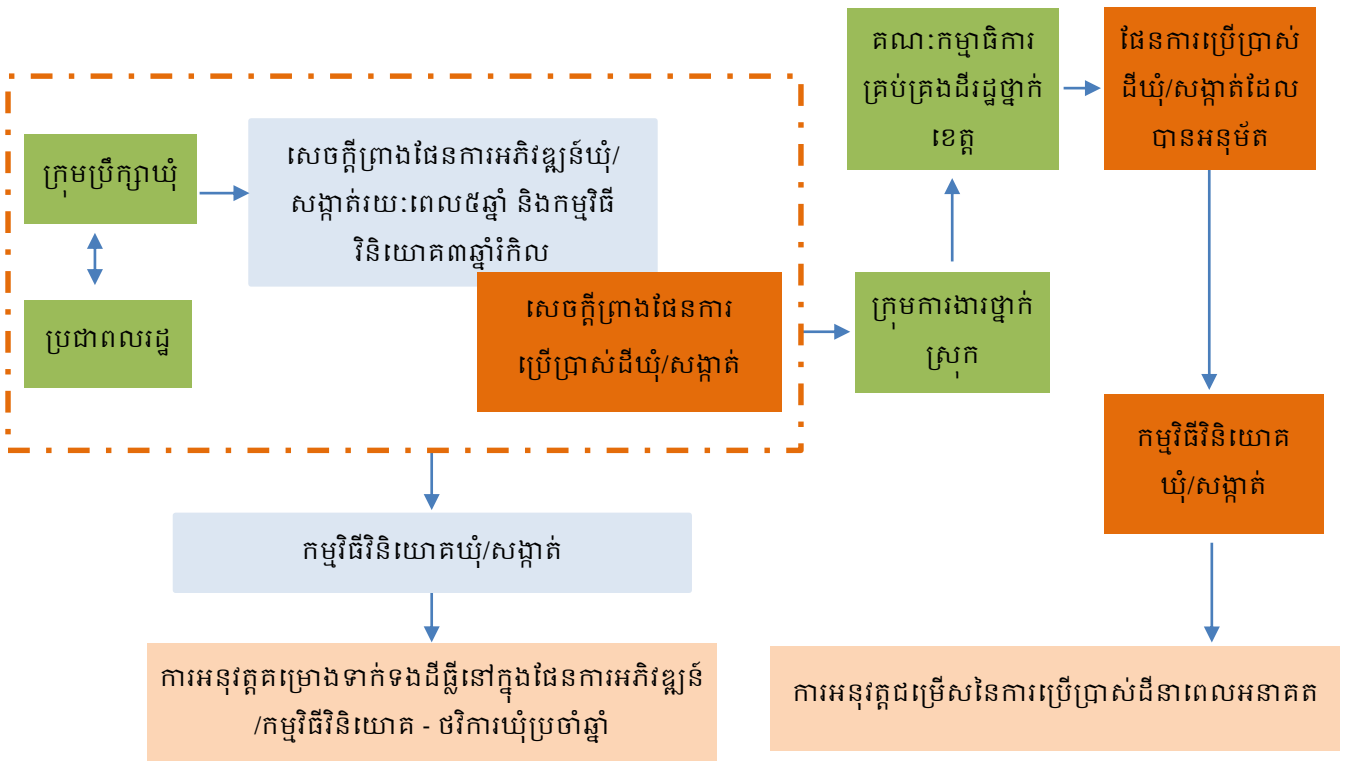 គណៈកម្មាធិការ
គ្រប់គ្រងដីរដ្ឋថ្នាក់
ខេត្ត
ផែនការប្រើប្រាស់
ដីឃុំ/សង្កាត់ដែល
បានអនុម័ត
ក្រុមប្រឹក្សាឃុំ
សេចក្តីព្រាងផែនការអភិវឌ្ឍន៍ឃុំ/
សង្កាត់រយៈពេល៥ឆ្នាំ និងកម្មវិធី
វិនិយោគ៣ឆ្នាំរំកិល
ប្រជាពលរដ្ឋ
សេចក្តីព្រាងផែនការ
ប្រើប្រាស់ដីឃុំ/សង្កាត់
ក្រុមការងារថ្នាក់
ស្រុក
កម្មវិធីវិនិយោគ
ឃុំ/សង្កាត់
កម្មវិធីវិនិយោគឃុំ/សង្កាត់
ការអនុវត្តគម្រោងទាក់ទងដីធ្លីនៅក្នុងផែនការអភិវឌ្ឍន៍
/កម្មវិធីវិនិយោគ - ថវិការឃុំប្រចាំឆ្នាំ
ការអនុវត្តជម្រើសនៃការប្រើប្រាស់ដីនាពេលអនាគត